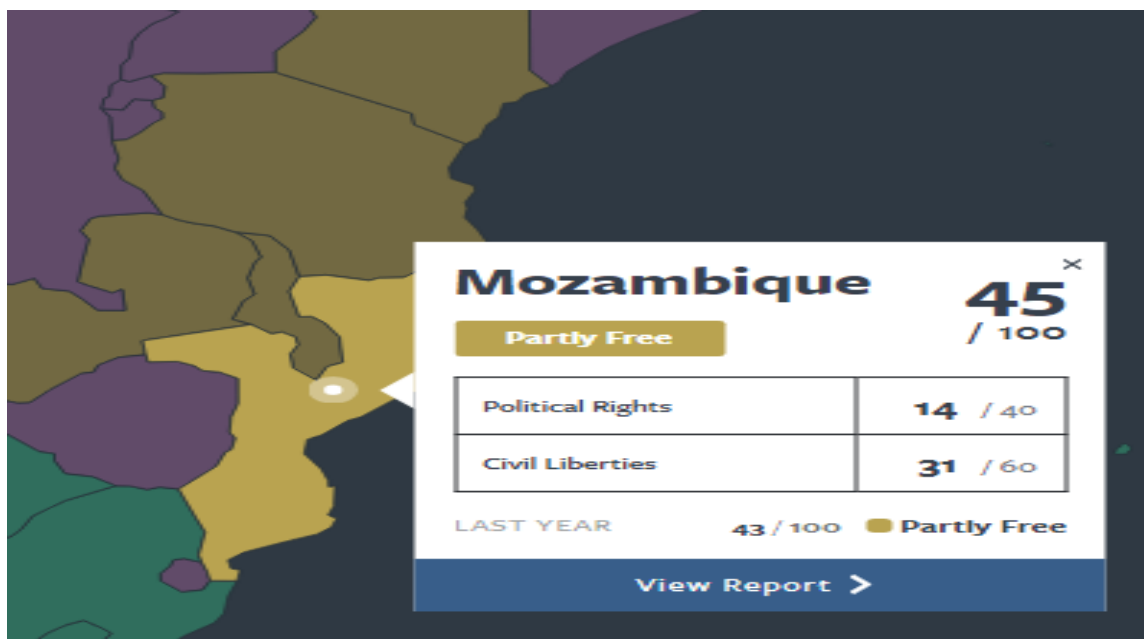 ×
Mozambique
45
/ 100
Partly Free
Political Rights 14 / 40
Civil Liberties 31 / 60
LAST YEAR 43 / 100 Partly Free
View Report >